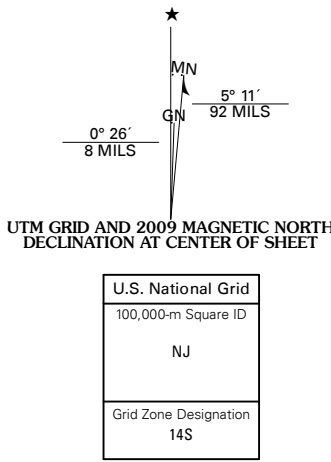 ★
MN
GN
5° 11´
92 MILS
0° 26´
8 MILS
UTM GRID AND 2009 MAGNETIC NORTH
DECLINATION AT CENTER OF SHEET
U.S. National Grid
100,000-m Square ID
NJ
Grid Zone Designation
14S